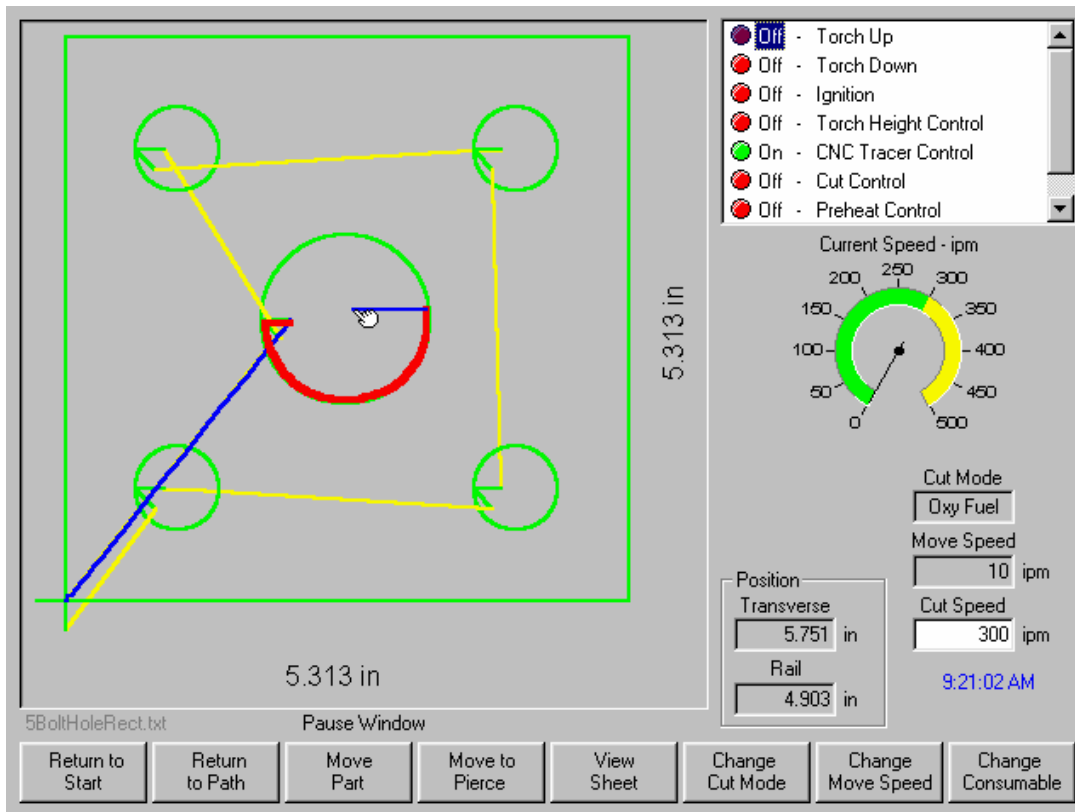 Off - Torch Up
Off - Torch Down
Off - Ignition
Off - Torch Height Control
On - CNC Tracer Control
Off - Cut Control
Off - Preheat Control
Current Speed - ipm
0
50
100
150
200
250
300
350
400
450
500
5.313 in
5.313 in
Cut Mode
Oxy Fuel
Move Speed
10 ipm
Cut Speed
300 ipm
9:21:02 AM
Position
Transverse
5.751 in
Rail
4.903 in
5BoltHoleRect.txt
Pause Window
Return to
Start
Return
to Path
Move
Part
Move to
Pierce
View
Sheet
Change
Cut Mode
Change
Move Speed
Change
Consumable